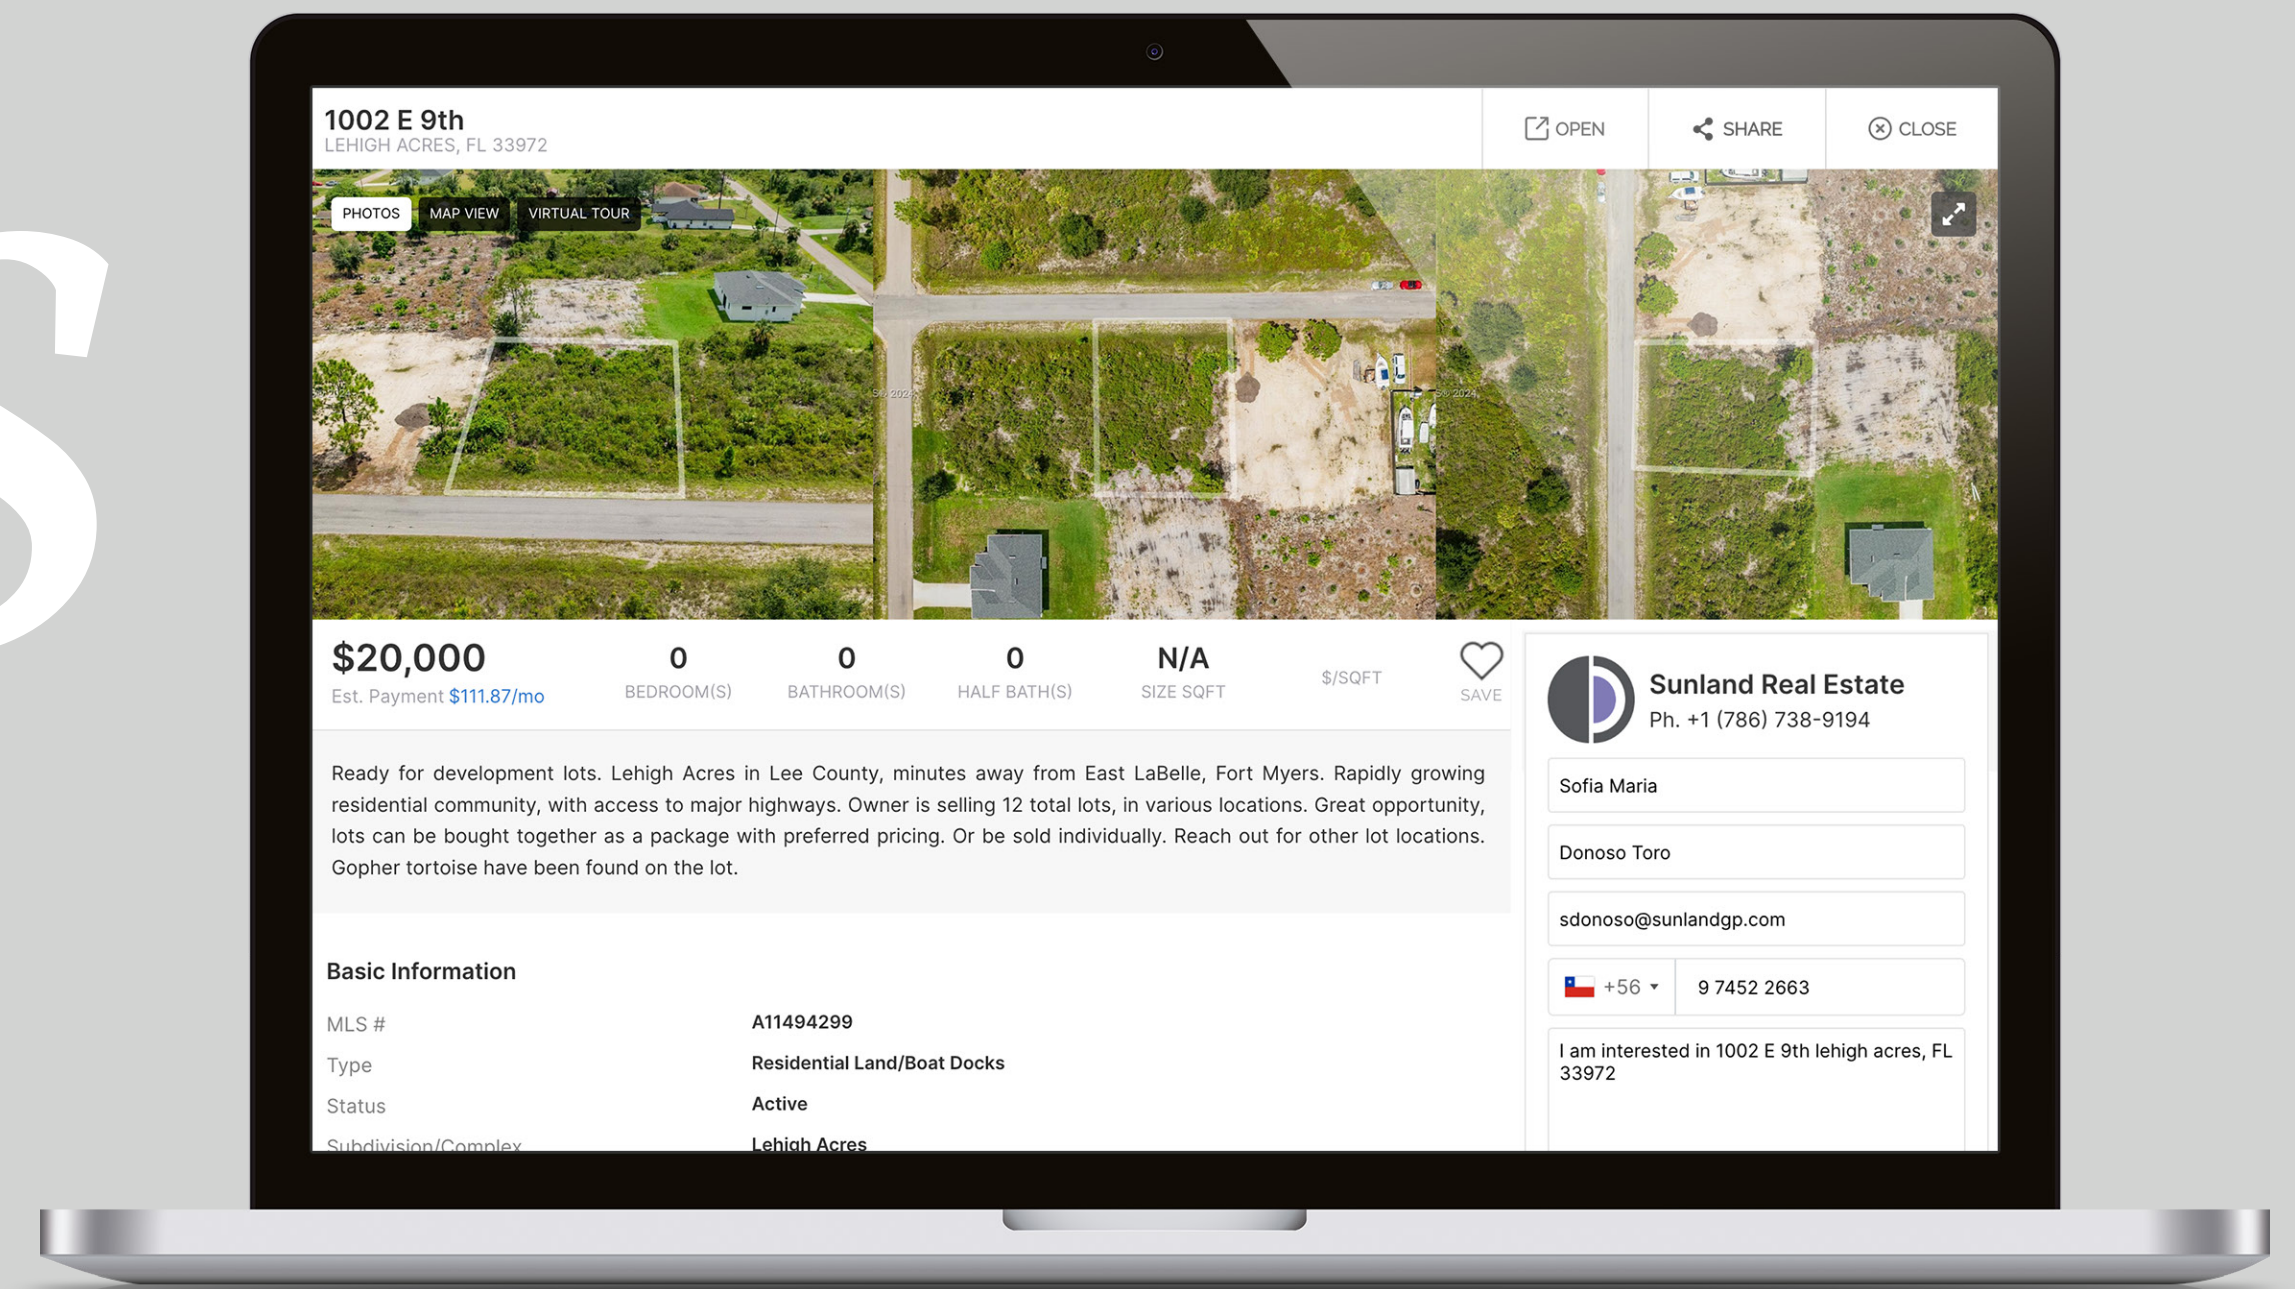 1002 E 9th
LEHIGH ACRES, FL 33972
OPEN
SHARE
CLOSE
PHOTOS
MAP VIEW
VIRTUAL TOUR
2024
2024
$20,000
Est. Payment $111.87/mo
0
BEDROOM(S)
0
BATHROOM(S)
0
HALF BATH(S)
N/A
SIZE SQFT
$/SQFT
SAVE
Ready for development lots. Lehigh Acres in Lee County, minutes away from East LaBelle, Fort Myers. Rapidly growing
residential community, with access to major highways. Owner is selling 12 total lots, in various locations. Great opportunity,
lots can be bought together as a package with preferred pricing. Or be sold individually. Reach out for other lot locations.
Gopher tortoise have been found on the lot.
Basic Information
MLS # A11494299
Type Residential Land/Boat Docks
Status Active
Subdivision/Complex Lehigh Acres
Sunland Real Estate
Ph. +1 (786) 738-9194
Sofia Maria
Donoso Toro
sdonoso@sunlandgp.com
+56 9 7452 2663
I am interested in 1002 E 9th lehigh acres, FL
33972
S